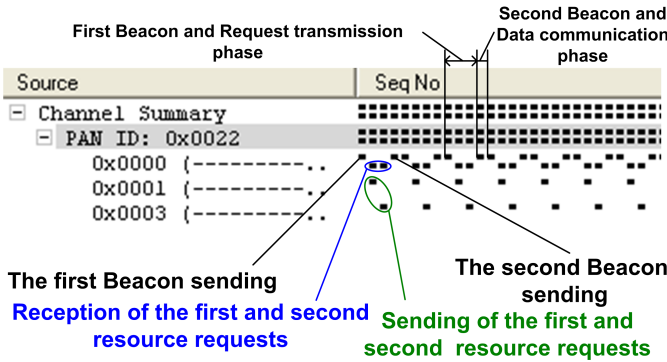 First Beacon and Request transmission
phase
Second Beacon and
Data communication
phase
Source
Seq No
Channel Summary
PAN ID: 0x0022
0x0000 (---------..
0x0001 (---------..
0x0003 (---------..
The first Beacon sending
The second Beacon
sending
Reception of the first and second
resource requests
Sending of the first and
second resource requests